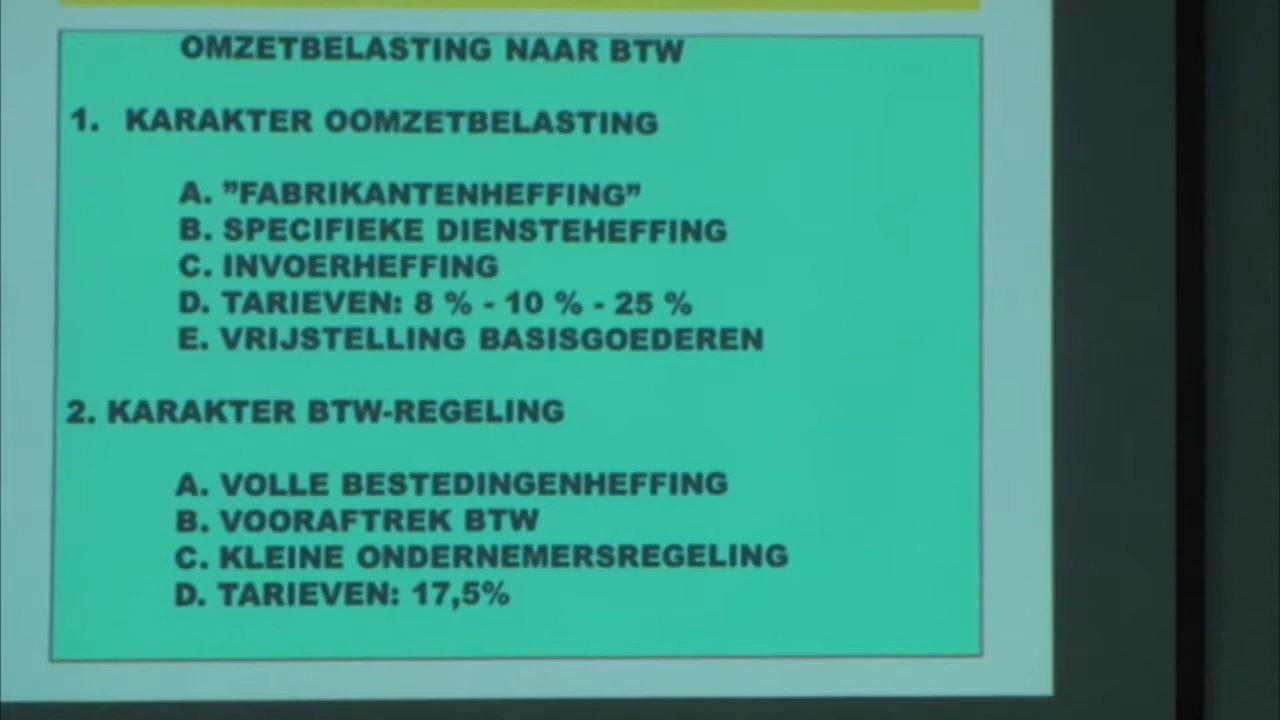 OMZETBELASTING NAAR BTW
1. KARAKTER OOMZETBELASTING
A. ”FABRIKANTENHEFFING”
B. SPECIFIEKE DIENSTEHEFFING
C. INVOERHEFFING
D. TARIEVEN: 8 % - 10 % - 25 %
E. VRIJSTELLING BASISGOEDEREN
2. KARAKTER BTW-REGELING
A. VOLLE BESTEDINGENHEFFING
B. VOORAFTREK BTW
C. KLEINE ONDERNEMERSREGELING
D. TARIEVEN: 17,5%